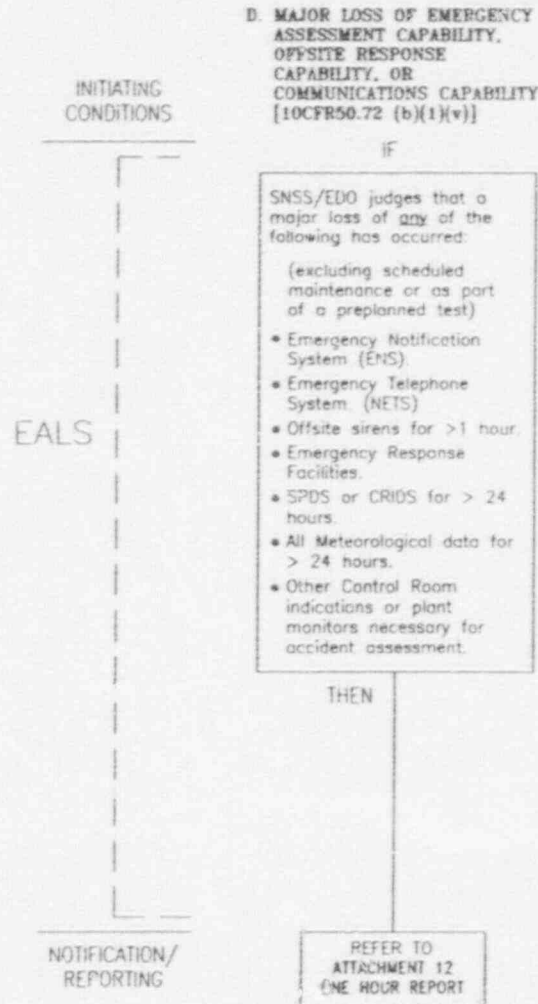 D. MAJOR LOSS OF EMERGENCY
ASSESSMENT CAPABILITY,
OFFSITE RESPONSE
CAPABILITY, OR
COMMUNICATIONS CAPABILITY
[10CFR50.72 (b)(1)(v)]
INITIATING
CONDITIONS
IF
SNSS/EDO judges that a
major loss of any of the
following has occurred:
(excluding scheduled
maintenance or as part
of a preplanned test)
• Emergency Notification
System (ENS).
• Emergency Telephone
System (NETS)
• Offsite sirens for >1 hour.
• Emergency Response
Facilities.
• SPDS or CRIDS for > 24
hours.
• All Meteorological data for
> 24 hours.
• Other Control Room
indications or plant
monitors necessary for
accident assessment.
EALS
THEN
NOTIFICATION/
REPORTING
REFER TO
ATTACHMENT 12
ONE HOUR REPORT